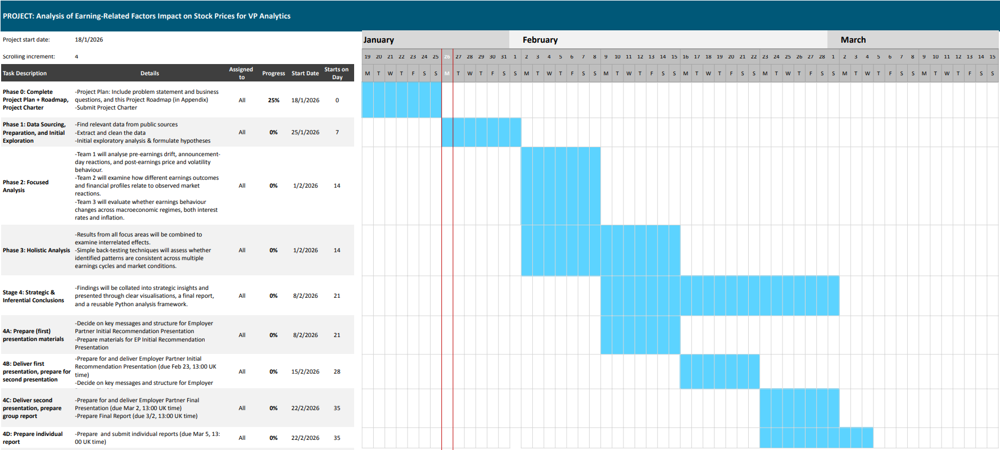 PROJECT: Analysis of Earning-Related Factors Impact on Stock Prices for VP Analytics
Project start date: 18/1/2026
January February March
Scrolling increment: 4
19 20 21 22 23 24 25 26 27 28 29 30 31 1 2 3 4 5 6 7 8 9 10 11 12 13 14 15 16 17 18 19 20 21 22 23 24 25 26 27 28 1 2 3 4 5 6 7 8 9 10 11 12 13 14 15
Task Description Details Assigned to Progress Start Date Starts on Day
M T W T F S S M T W T F S S M T W T F S S M T W T F S S M T W T F S S M T W T F S S M T W T F S S M T W T F S S
Phase 0: Complete
Project Plan + Roadmap,
Project Charter
-Project Plan: Include problem statement and business
questions, and this Project Roadmap (in Appendix)
-Submit Project Charter
All 25% 18/1/2026 0
Phase 1: Data Sourcing,
Preparation, and Initial
Exploration
-Find relevant data from public sources
-Extract and clean the data
-Initial exploratory analysis & formulate hypotheses
All 0% 25/1/2026 7
Phase 2: Focused
Analysis
-Team 1 will analyse pre-earnings drift, announcement-
day reactions, and post-earnings price and volatility
behaviour.
-Team 2 will examine how different earnings outcomes
and financial profiles relate to observed market
reactions.
-Team 3 will evaluate whether earnings behaviour
changes across macroeconomic regimes, both interest
rates and inflation.
All 0% 1/2/2026 14
Phase 3: Holistic Analysis
-Results from all focus areas will be combined to
examine interrelated effects.
-Simple back-testing techniques will assess whether
identified patterns are consistent across multiple
earnings cycles and market conditions.
All 0% 1/2/2026 14
Stage 4: Strategic &
Inferential Conclusions
-Findings will be collated into strategic insights and
presented through clear visualisations, a final report,
and a reusable Python analysis framework.
All 0% 8/2/2026 21
4A: Prepare (first)
presentation materials
-Decide on key messages and structure for Employer
Partner Initial Recommendation Presentation
-Prepare materials for EP Initial Recommendation
Presentation
All 0% 8/2/2026 21
4B: Deliver first
presentation, prepare for
second presentation
-Prepare for and deliver Employer Partner Initial
Recommendation Presentation (due Feb 23, 13:00 UK
time)
-Decide on key messages and structure for Employer
All 0% 15/2/2026 28
4C: Deliver second
presentation, prepare
group report
-Prepare for and deliver Employer Partner Final
Presentation (due Mar 2, 13:00 UK time)
-Prepare Final Report (due 3/2, 13:00 UK time)
All 0% 22/2/2026 35
4D: Prepare individual
report
-Prepare and submit individual reports (due Mar 5, 13:
00 UK time)
All 0% 22/2/2026 35